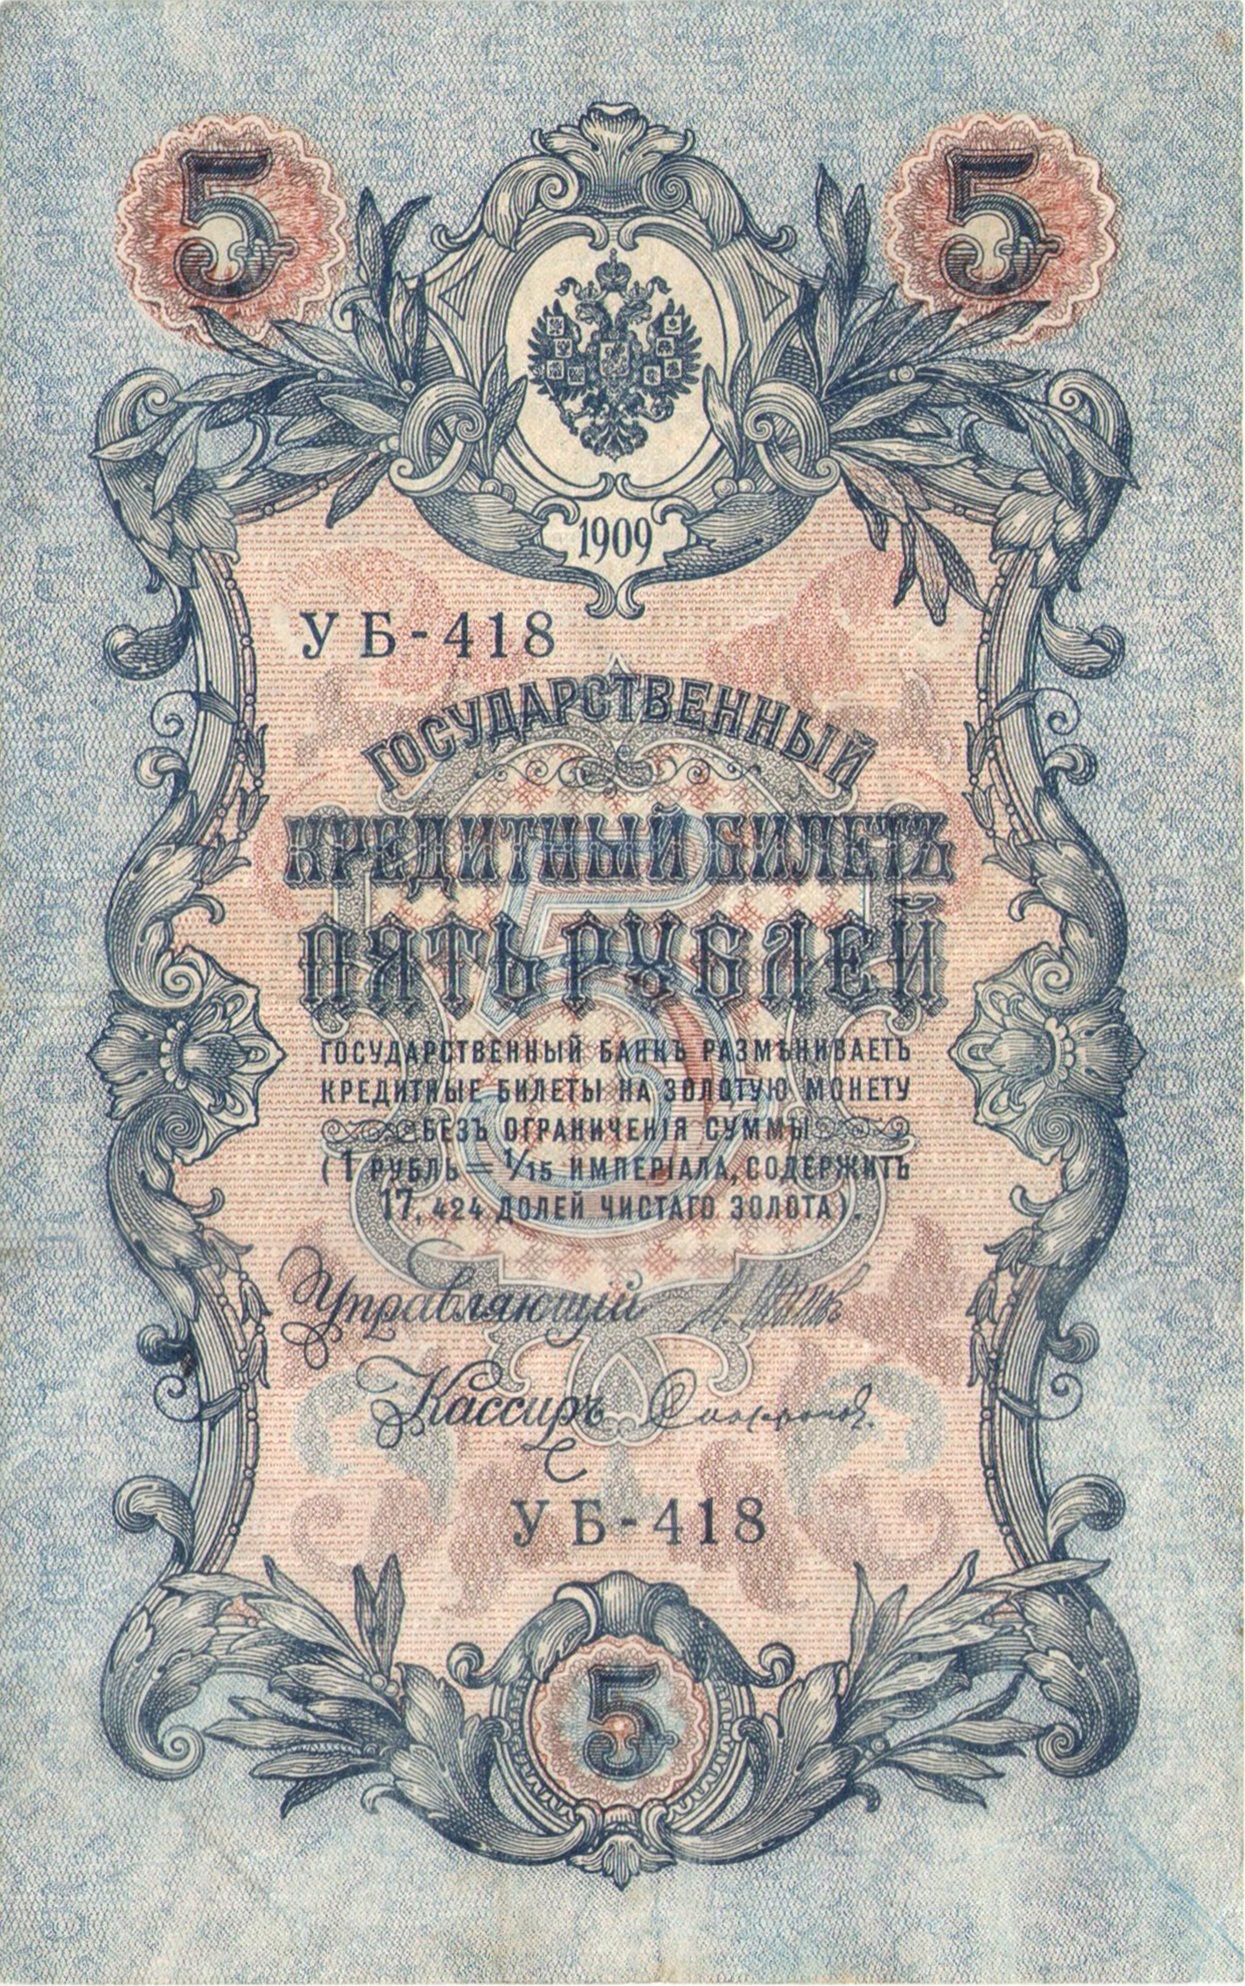 5 5
1909
УБ-418
ГОСУДАРСТВЕННЫЙ
КРЕДИТНЫЙ БИЛЕТЪ
ПЯТЬ РУБЛЕЙ
ГОСУДАРСТВЕННЫЙ БАНКЪ РАЗМѢНИВАЕТЪ
КРЕДИТНЫЕ БИЛЕТЫ НА ЗОЛОТУЮ МОНЕТУ
БЕЗЪ ОГРАНИЧЕНІЯ СУММЫ
(1 РУБЛЬ = 1/15 ИМПЕРІАЛА, СОДЕРЖИТЪ
17, 424 ДОЛЕЙ ЧИСТАГО ЗОЛОТА).
Управляющій
Кассиръ
УБ-418
5